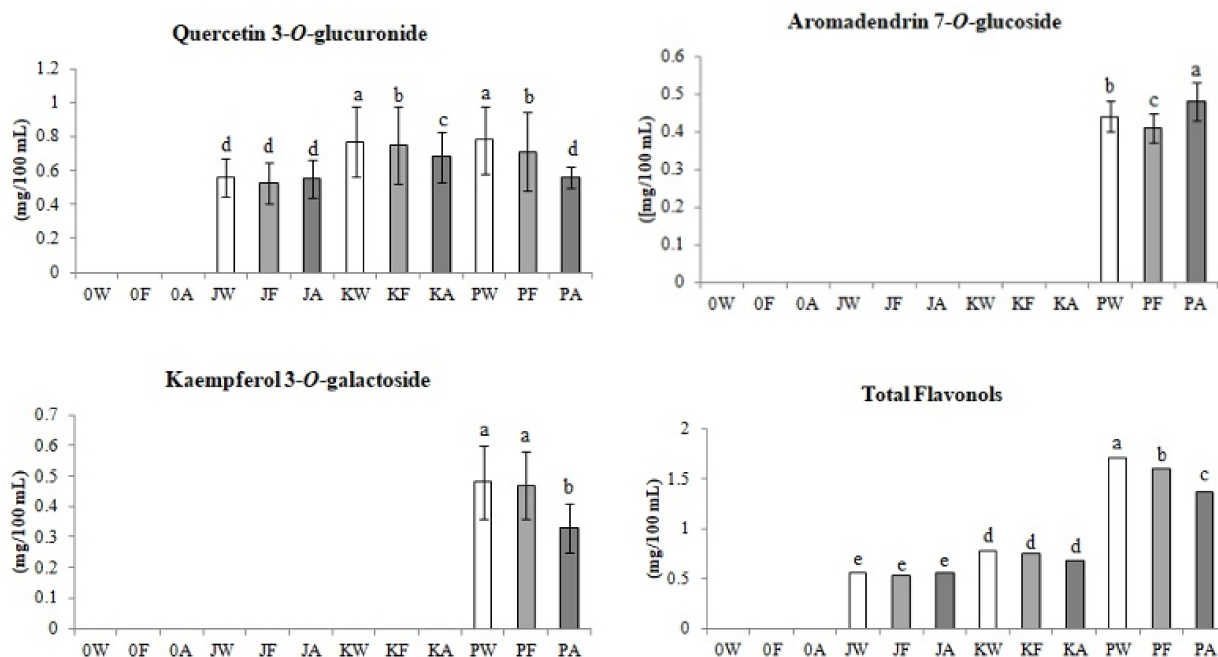 Quercetin 3-O-glucuronide
(mg/100 mL)
1.2
1
0.8
0.6
0.4
0.2
0
d d d a b c a b d
0W 0F 0A JW JF JA KW KF KA PW PF PA
Aromadendrin 7-O-glucoside
([mg/100 mL)
0.6
0.5
0.4
0.3
0.2
0.1
0
b c a
0W 0F 0A JW JF JA KW KF KA PW PF PA
Kaempferol 3-O-galactoside
(mg/100 mL)
0.7
0.6
0.5
0.4
0.3
0.2
0.1
0
a a b
0W 0F 0A JW JF JA KW KF KA PW PF PA
Total Flavonols
(mg/100 mL)
2
1.5
1
0.5
0
e e e d d d a b c
0W 0F 0A JW JF JA KW KF KA PW PF PA